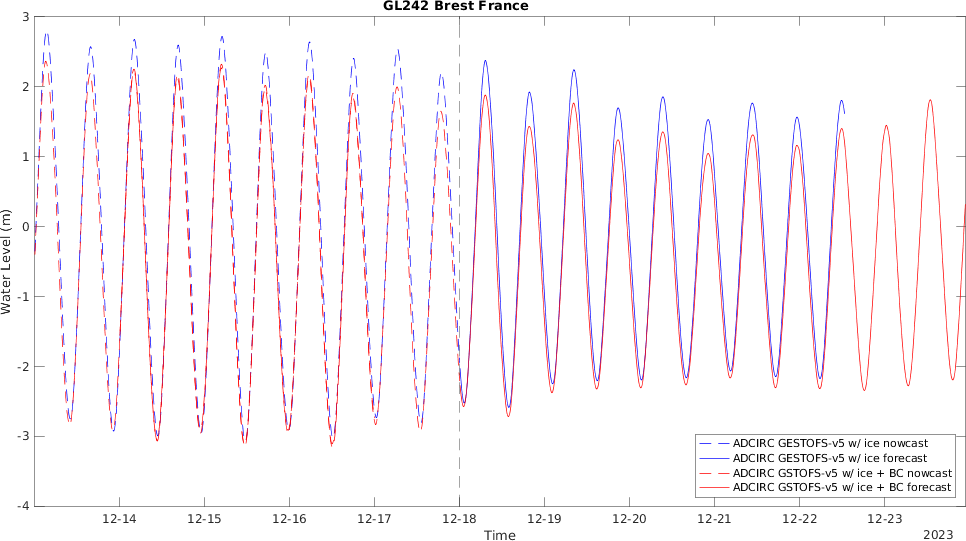 GL242 Brest France
3
2
1
0
-1
-2
-3
-4
Water Level (m)
12-14
12-15
12-16
12-17
12-18
12-19
12-20
12-21
12-22
12-23
Time
2023
ADCIRC GESTOFS-v5 w/ ice nowcast
ADCIRC GESTOFS-v5 w/ ice forecast
ADCIRC GSTOFS-v5 w/ ice + BC nowcast
ADCIRC GSTOFS-v5 w/ ice + BC forecast